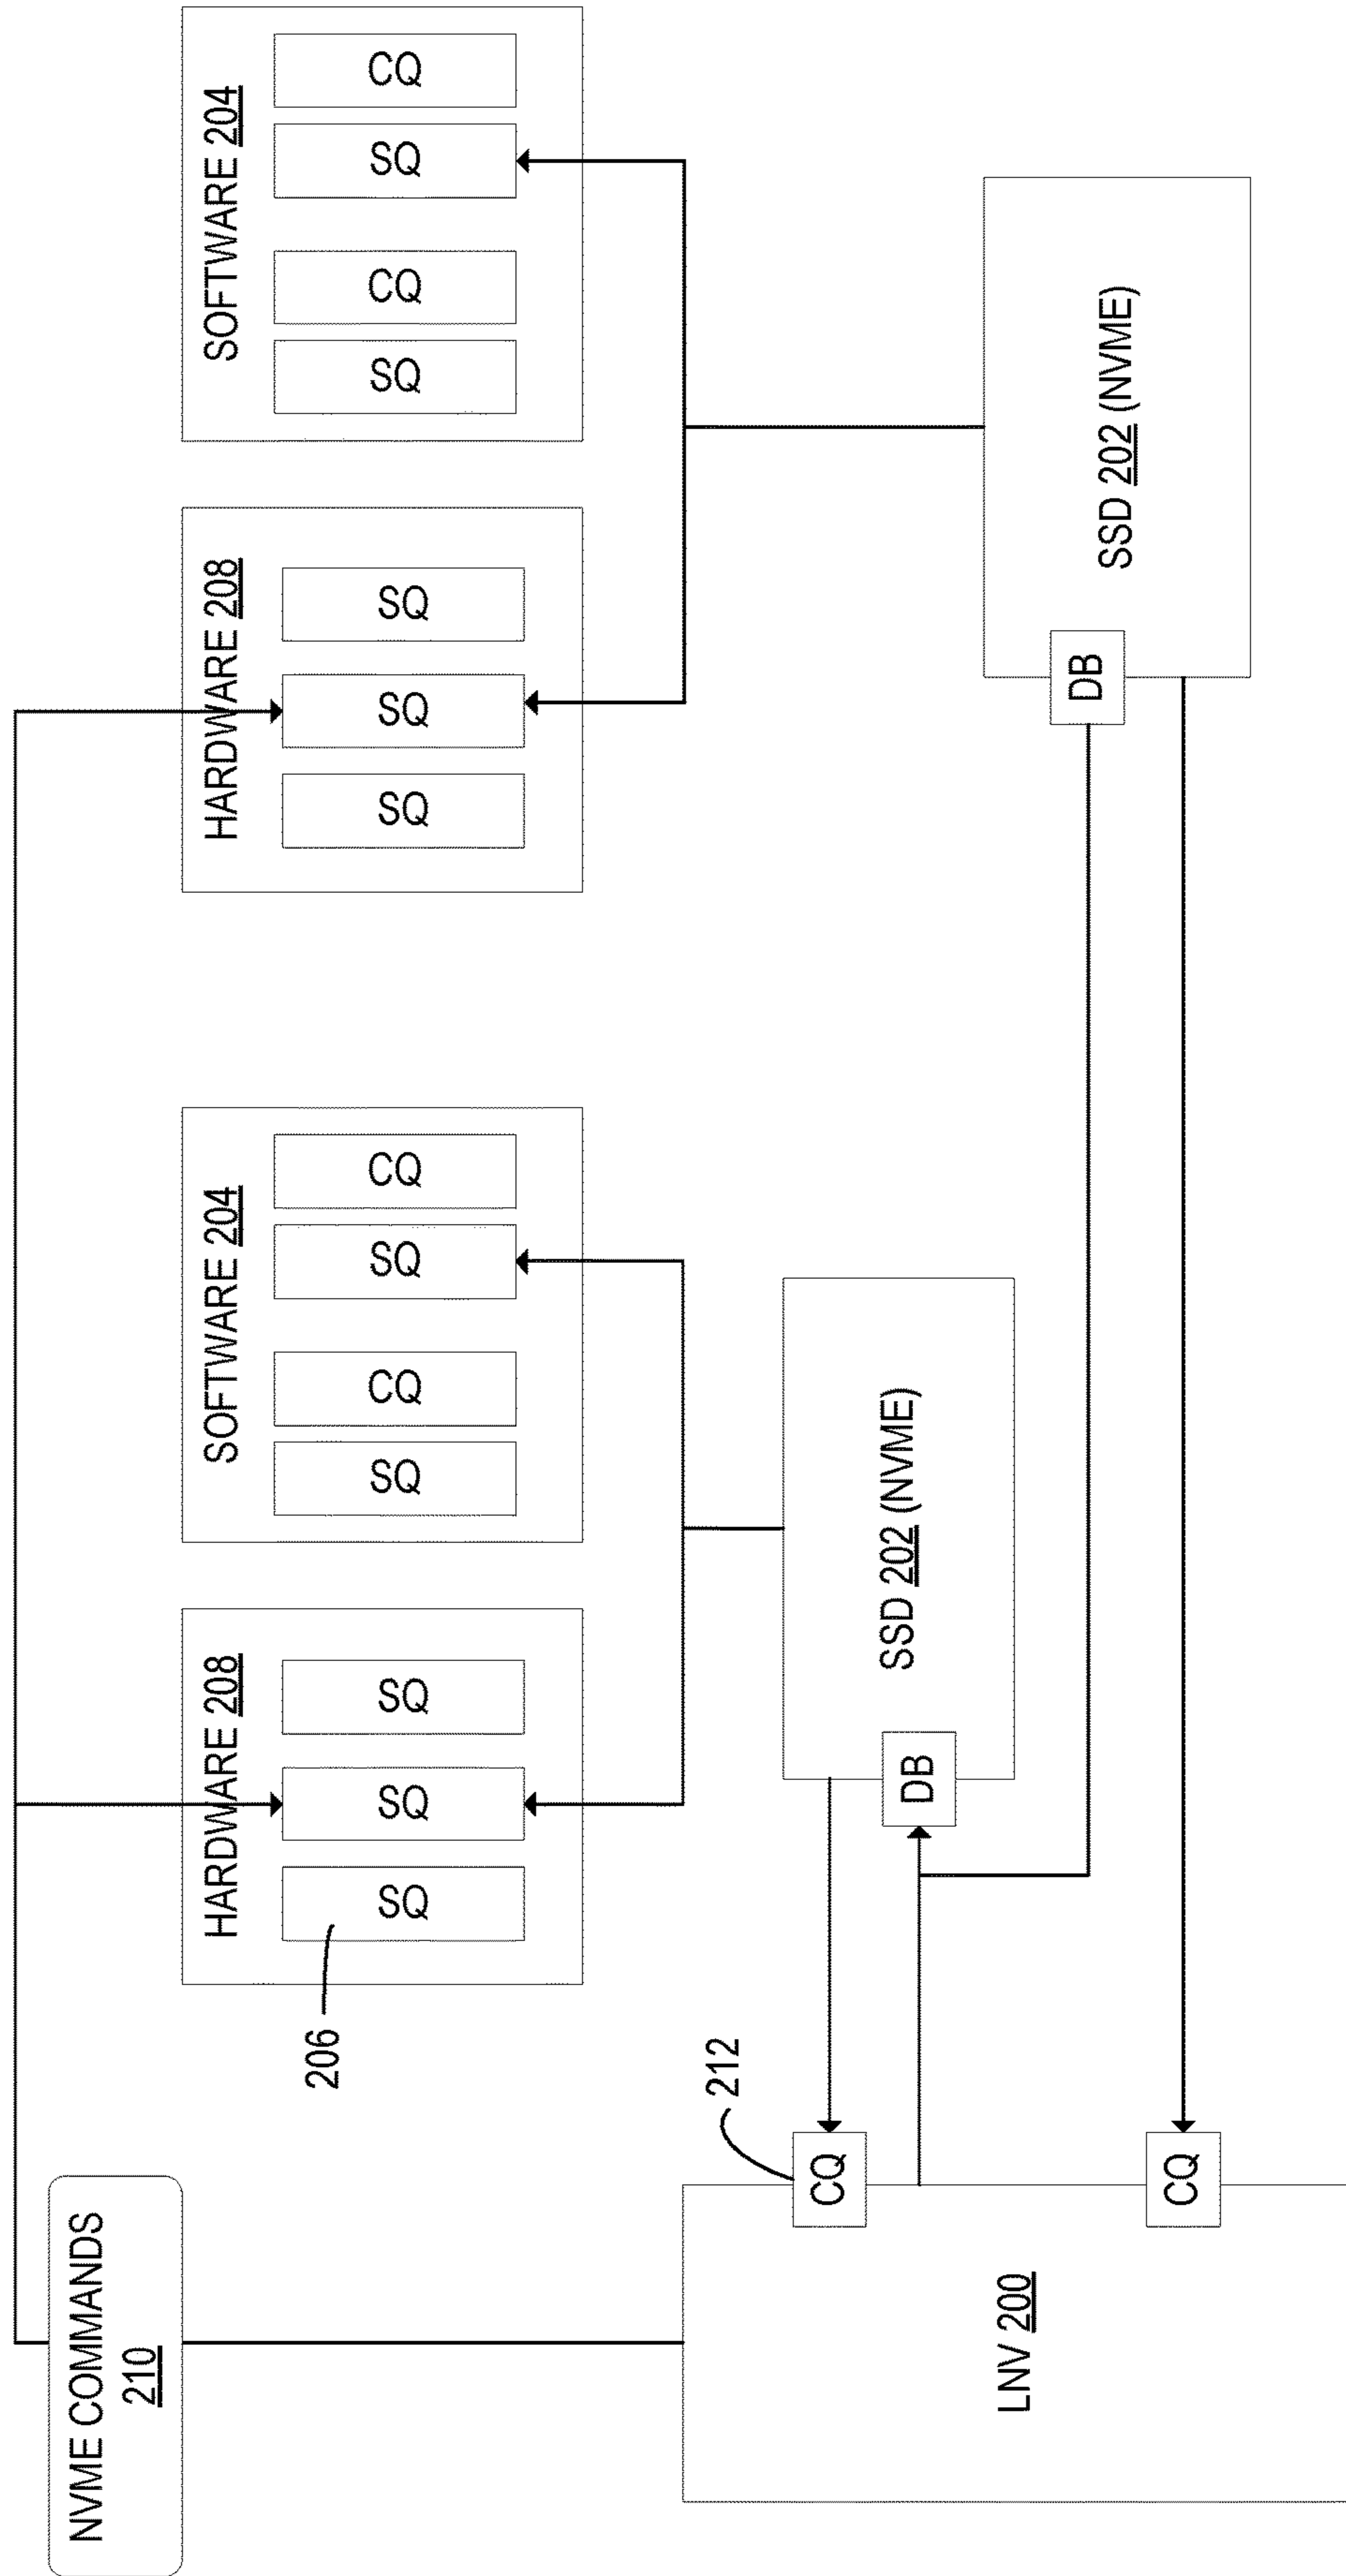 NVME COMMANDS
210
HARDWARE 208
SQ
SQ
SQ
206
SOFTWARE 204
SQ
CQ
SQ
CQ
HARDWARE 208
SQ
SQ
SQ
SOFTWARE 204
SQ
CQ
SQ
CQ
LNV 200
CQ
212
CQ
DB
SSD 202 (NVME)
DB
SSD 202 (NVME)